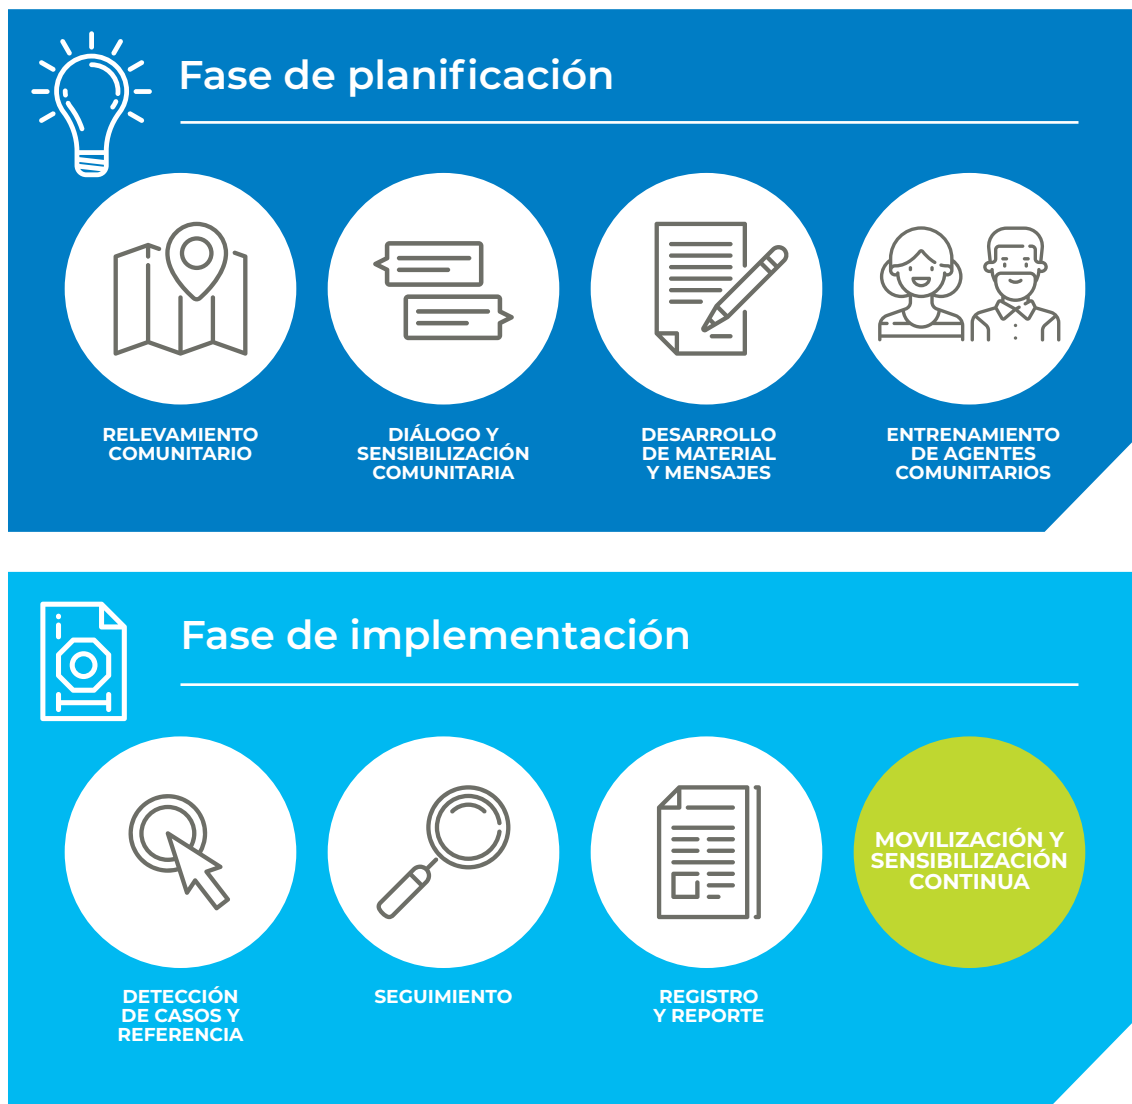 Fase de planificación
RELEVAMIENTO
COMUNITARIO
DIÁLOGO Y
SENSIBILIZACIÓN
COMUNITARIA
DESARROLLO
DE MATERIAL
Y MENSAJES
ENTRENAMIENTO
DE AGENTES
COMUNITARIOS
Fase de implementación
DETECCIÓN
DE CASOS Y
REFERENCIA
SEGUIMIENTO
REGISTRO
Y REPORTE
MOVILIZACIÓN Y
SENSIBILIZACIÓN
CONTINUA